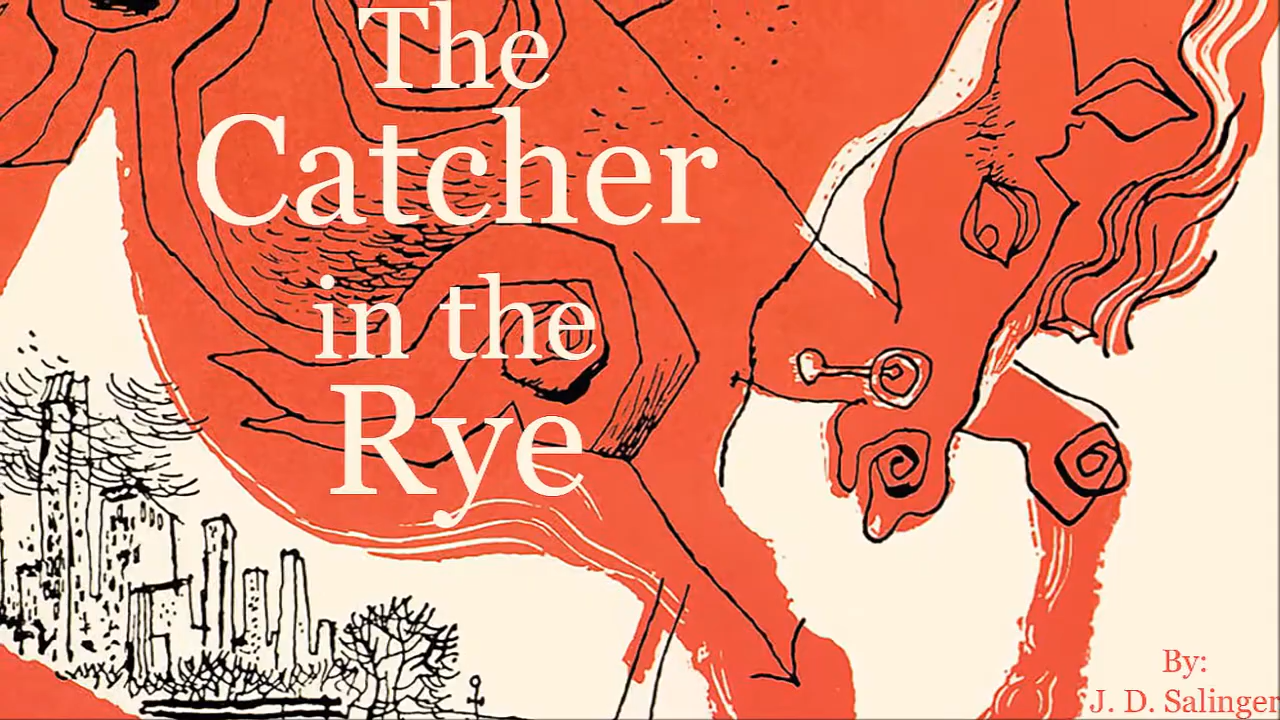 The
Catcher
in the
Rye
By:
J. D. Salinger